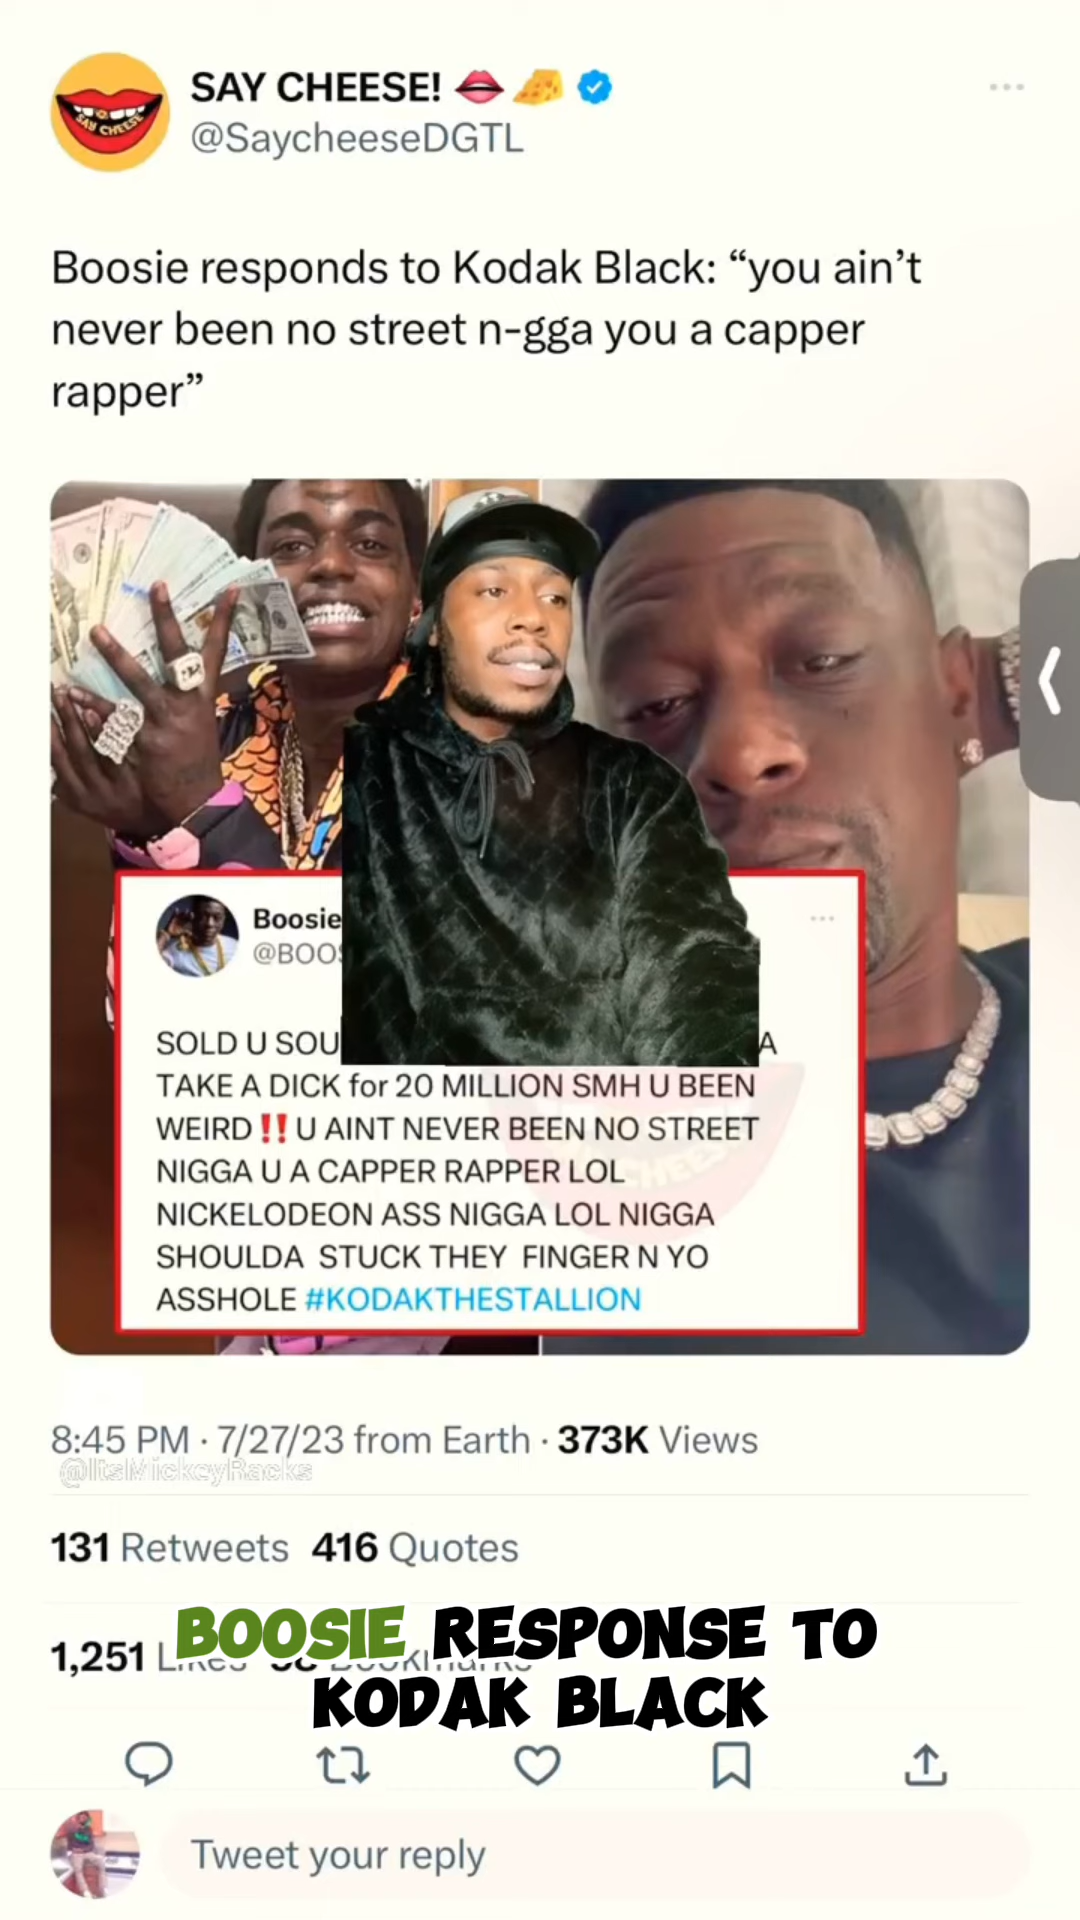 SAY CHEESE!
@SaycheeseDGTL
SAY CHEESE
Boosie responds to Kodak Black: “you ain’t
never been no street n-gga you a capper
rapper”
Boosie
@BOO
SOLD U SOU
A
TAKE A DICK for 20 MILLION SMH U BEEN
WEIRD‼️U AINT NEVER BEEN NO STREET
NIGGA U A CAPPER RAPPER LOL
NICKELODEON ASS NIGGA LOL NIGGA
SHOULDA STUCK THEY FINGER N YO
ASSHOLE #KODAKTHESTALLION
8:45 PM · 7/27/23 from Earth · 373K Views
@ItsMickeyRacks
131 Retweets 416 Quotes
1,251 Likes
BOOSIE RESPONSE TO
KODAK BLACK
Tweet your reply